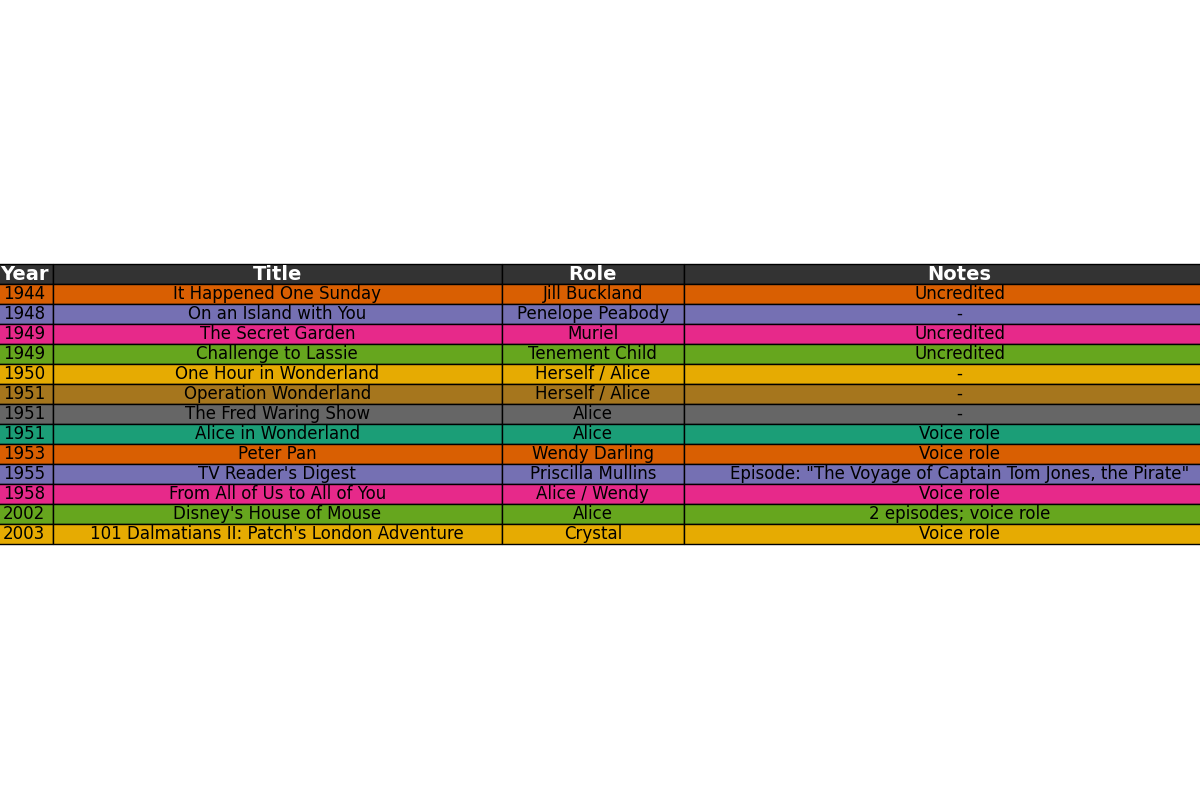 Year Title Role Notes
1944 It Happened One Sunday Jill Buckland Uncredited
1948 On an Island with You Penelope Peabody -
1949 The Secret Garden Muriel Uncredited
1949 Challenge to Lassie Tenement Child Uncredited
1950 One Hour in Wonderland Herself / Alice -
1951 Operation Wonderland Herself / Alice -
1951 The Fred Waring Show Alice -
1951 Alice in Wonderland Alice Voice role
1953 Peter Pan Wendy Darling Voice role
1955 TV Reader's Digest Priscilla Mullins Episode: "The Voyage of Captain Tom Jones, the Pirate"
1958 From All of Us to All of You Alice / Wendy Voice role
2002 Disney's House of Mouse Alice 2 episodes; voice role
2003 101 Dalmatians II: Patch's London Adventure Crystal Voice role